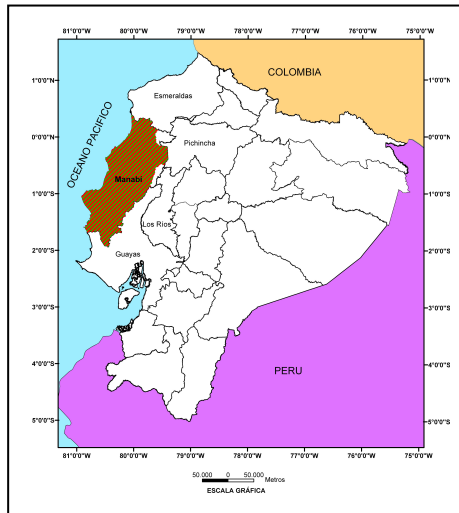 81°0'0"W 80°0'0"W 79°0'0"W 78°0'0"W 77°0'0"W 76°0'0"W 75°0'0"W
1°0'0"N 1°0'0"N
0°0'0"N 0°0'0"N
1°0'0"S 1°0'0"S
2°0'0"S 2°0'0"S
3°0'0"S 3°0'0"S
4°0'0"S 4°0'0"S
5°0'0"S 5°0'0"S
COLOMBIA
Esmeraldas
OCEANO PACIFICO
Pichincha
Manabi
Los Ríos
Guayas
PERU
81°0'0"W 80°0'0"W 79°0'0"W 78°0'0"W 77°0'0"W 76°0'0"W 75°0'0"W
50.000 0 50.000
Metros
ESCALA GRÁFICA